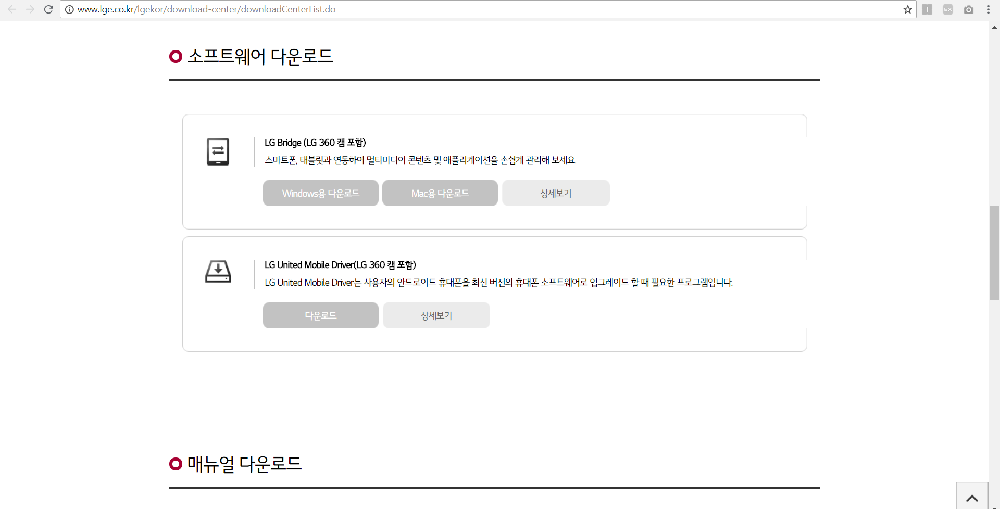 www.lge.co.kr/lgekor/download-center/downloadCenterList.do
EX
소프트웨어 다운로드
LG Bridge (LG 360 캠 포함)
스마트폰, 태블릿과 연동하여 멀티미디어 콘텐츠 및 애플리케이션을 손쉽게 관리해 보세요.
Windows용 다운로드 Mac용 다운로드 상세보기
LG United Mobile Driver(LG 360 캠 포함)
LG United Mobile Driver는 사용자의 안드로이드 휴대폰을 최신 버전의 휴대폰 소프트웨어로 업그레이드 할 때 필요한 프로그램입니다.
다운로드 상세보기
매뉴얼 다운로드